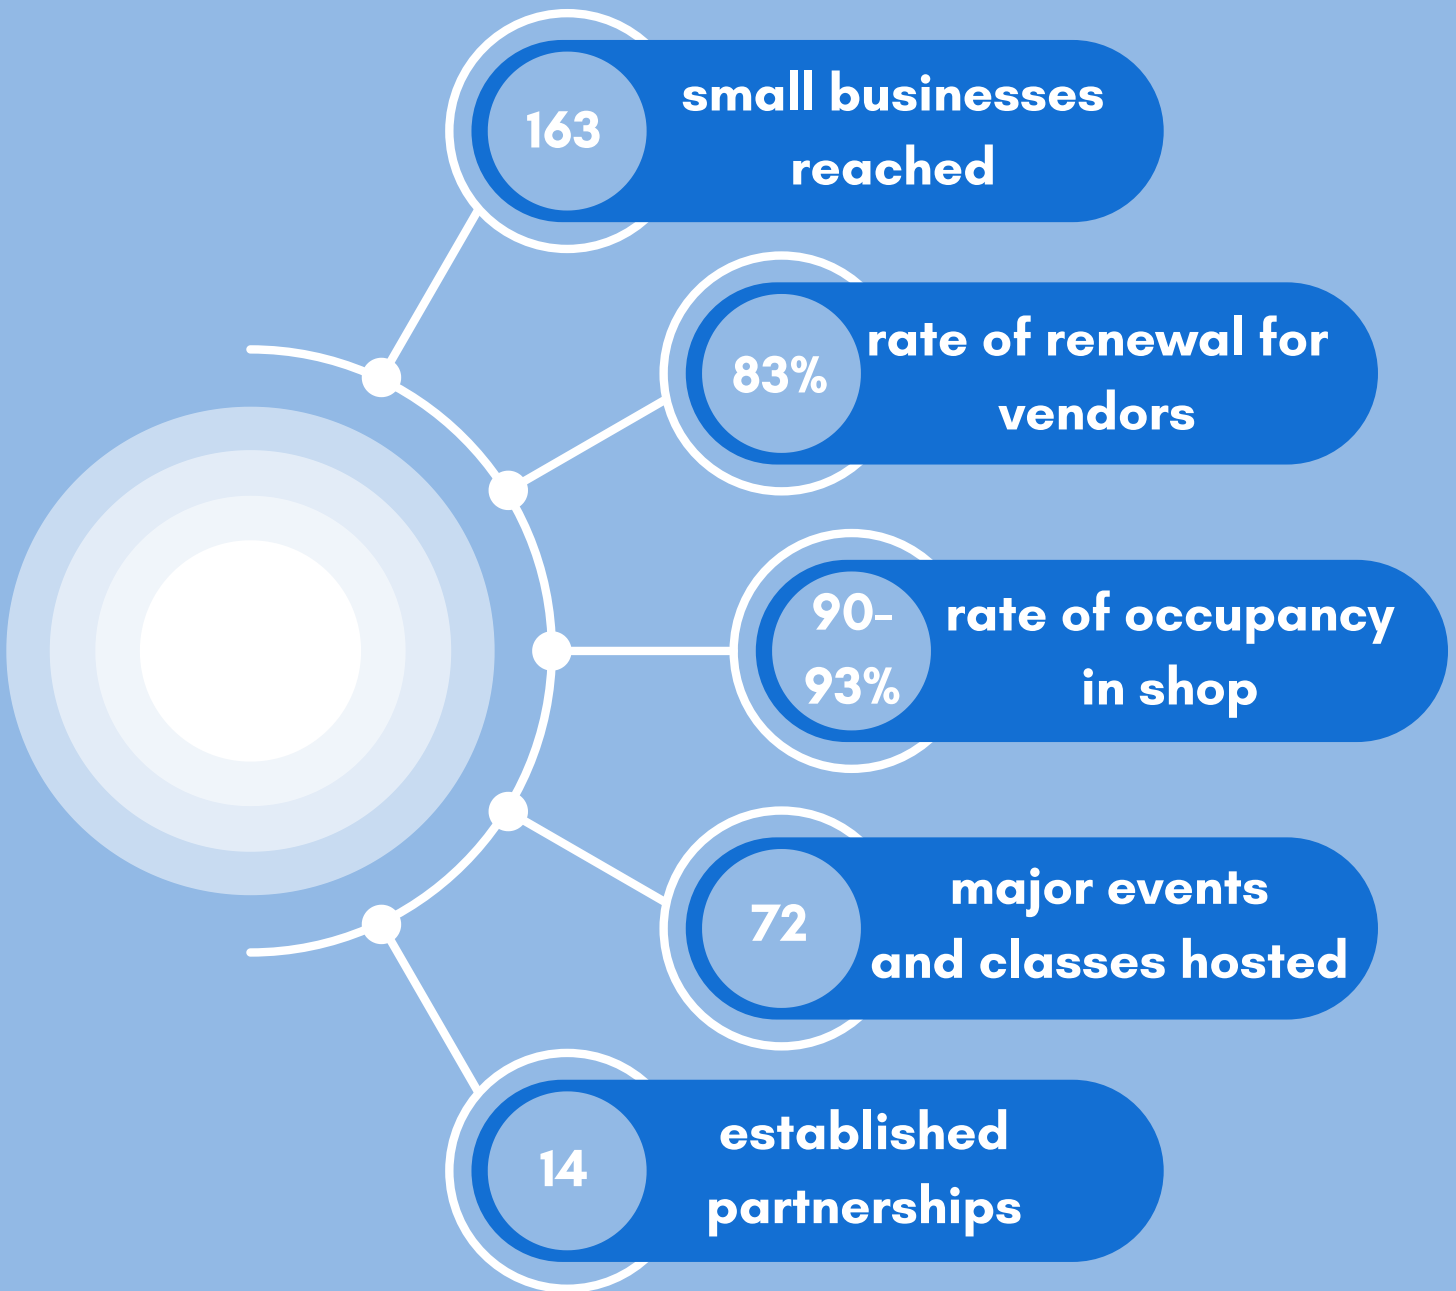 163
small businesses
reached
83%
rate of renewal for
vendors
90-
93%
rate of occupancy
in shop
72
major events
and classes hosted
14
established
partnerships